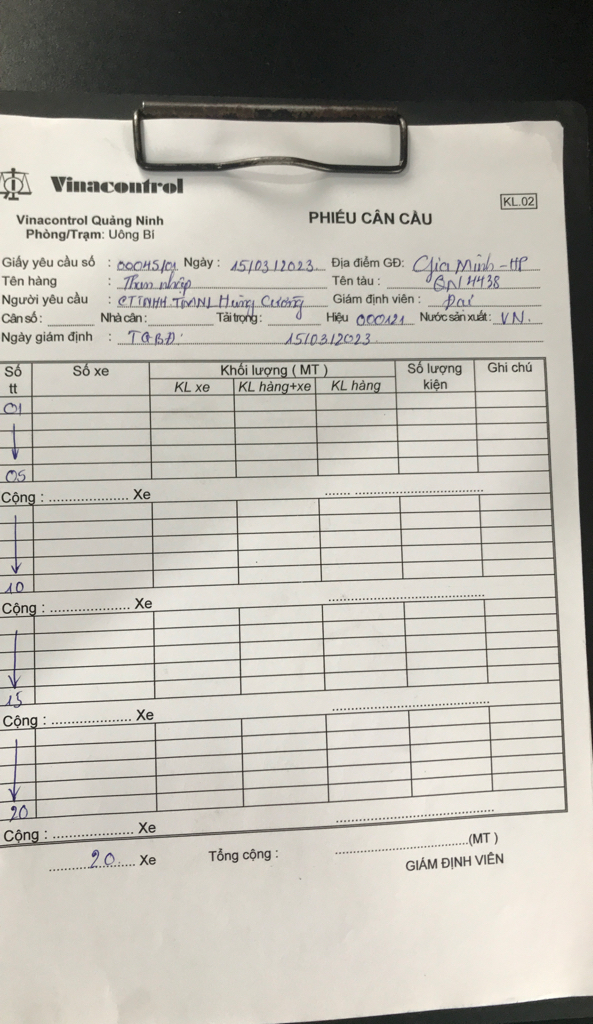 Vinacontrol
KL.02
Vinacontrol Quảng Ninh
Phòng/Trạm: Uông Bí
PHIẾU CÂN CẦU
Giấy yêu cầu số : 00045/01 Ngày : 15/03/2023 Địa điểm GĐ: Gia Minh - HP
Tên hàng : Than nhập Tên tàu : QN 4438
Người yêu cầu : CTTNHH.TMNJ Hùng Cường Giám định viên : Đại
Cân số: Nhà cân: Tải trọng: Hiệu 000121 Nước sản xuất: VN.
Ngày giám định : TGBĐ: 15/03/2023
Số tt Số xe Khối lượng ( MT ) Số lượng kiện Ghi chú
KL xe KL hàng+xe KL hàng
01
05
Cộng : .................... Xe
10
Cộng : .................... Xe
15
Cộng : .................... Xe
20
Cộng : .................... Xe
20 Xe Tổng cộng : ....................(MT )
GIÁM ĐỊNH VIÊN